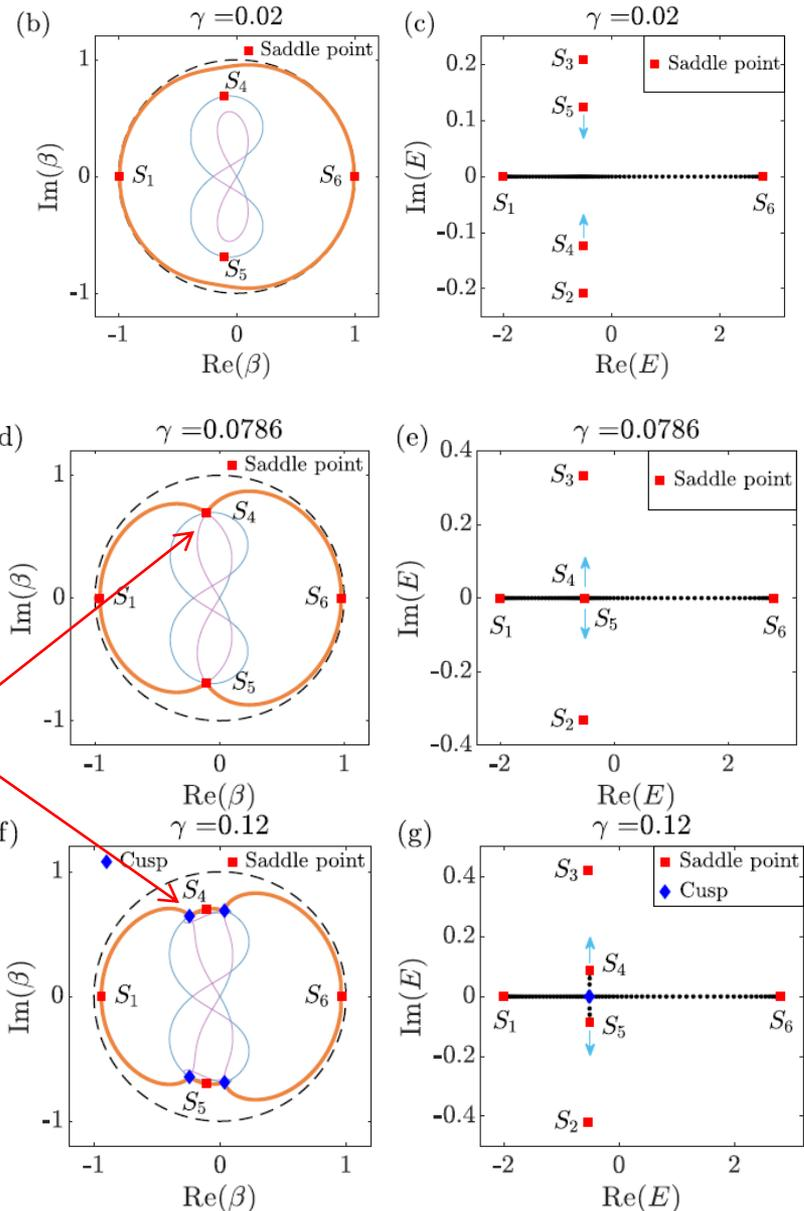 (b)
γ =0.02
Saddle point
S4
S1
S6
S5
1
0
-1
-1 0 1
Im(β)
Re(β)
(c)
γ =0.02
Saddle point
S3
S5
S1
S6
S4
S2
0.2
0.1
0
-0.1
-0.2
-2 0 2
Im(E)
Re(E)
d)
γ =0.0786
Saddle point
S4
S1
S6
S5
1
0
-1
-1 0 1
Im(β)
Re(β)
(e)
γ =0.0786
Saddle point
S3
S4
S1
S5
S6
S2
0.4
0.2
0
-0.2
-0.4
-2 0 2
Im(E)
Re(E)
f)
γ =0.12
Cusp
Saddle point
S4
S1
S6
S5
1
0
-1
-1 0 1
Im(β)
Re(β)
(g)
γ =0.12
Saddle point
Cusp
S3
S4
S1
S5
S6
S2
0.4
0.2
0
-0.2
-0.4
-2 0 2
Im(E)
Re(E)